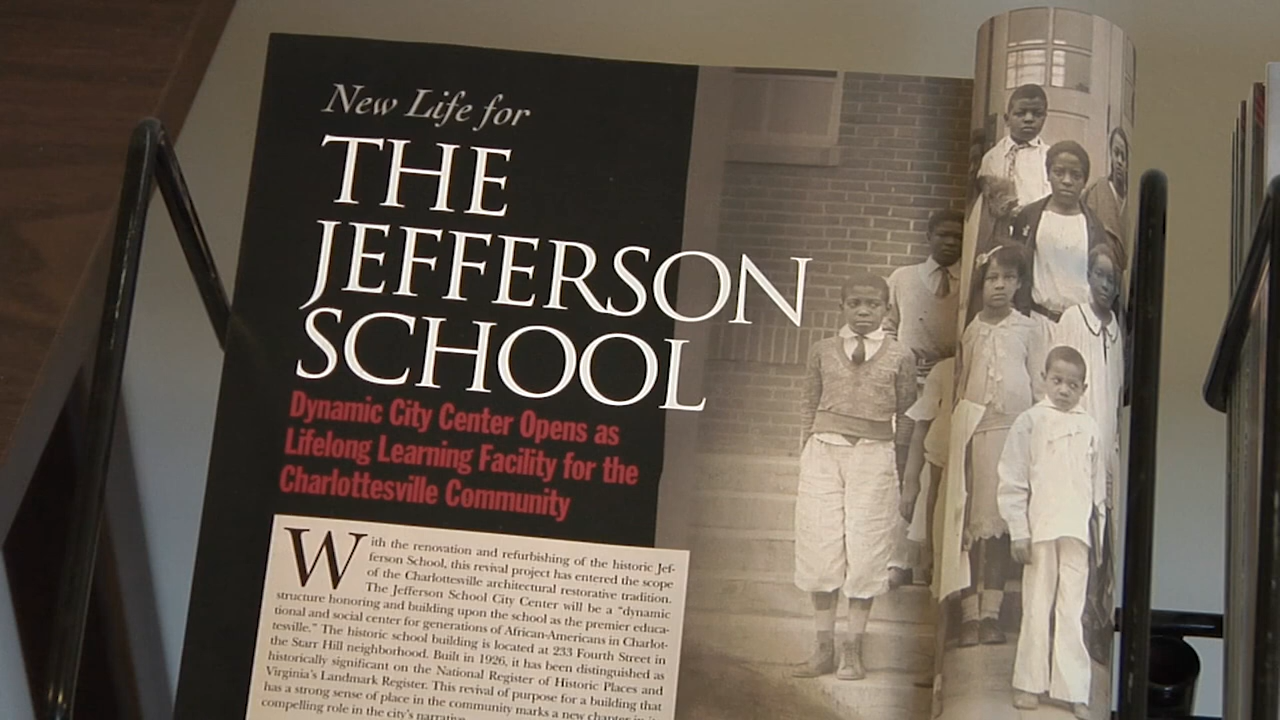 New Life for
THE
JEFFERSON
SCHOOL
Dynamic City Center Opens as
Lifelong Learning Facility for the
Charlottesville Community
With the renovation and refurbishing of the historic Jef-
ferson School, this revival project has entered the scope
of the Charlottesville architectural restorative tradition.
The Jefferson School City Center will be a “dynamic
structure honoring and building upon the school as the premier educa-
tional and social center for generations of African-Americans in Charlot-
tesville.” The historic school building is located at 233 Fourth Street in
the Starr Hill neighborhood. Built in 1926, it has been distinguished as
historically significant on the National Register of Historic Places and
Virginia's Landmark Register. This revival of purpose for a building that
has a strong sense of place in the community marks a new chapter in
compelling role in the city's narrative